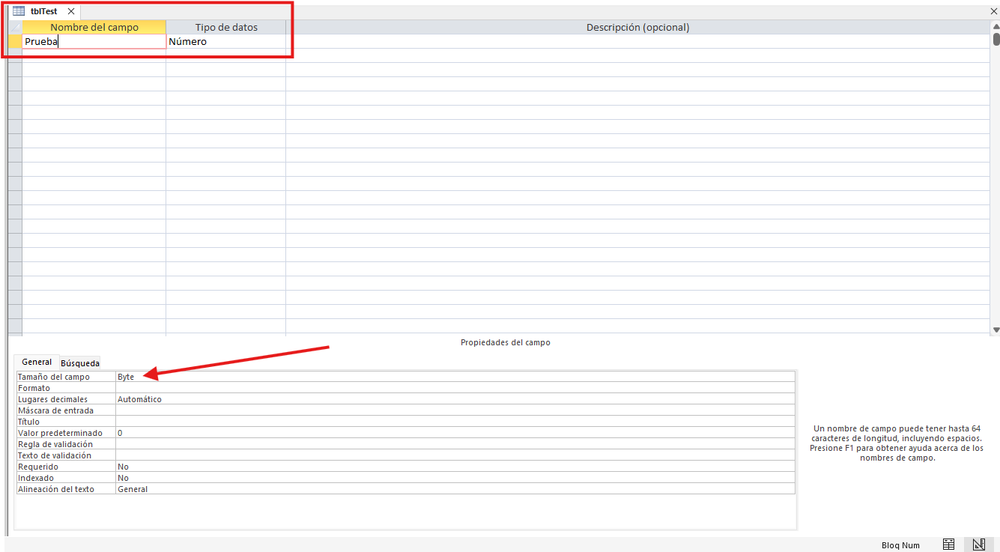 tblTest
Nombre del campo Tipo de datos Descripción (opcional)
Prueba Número
Propiedades del campo
General Búsqueda
Tamaño del campo Byte
Formato
Lugares decimales Automático
Máscara de entrada
Título
Valor predeterminado 0
Regla de validación
Texto de validación
Requerido No
Indexado No
Alineación del texto General
Un nombre de campo puede tener hasta 64
caracteres de longitud, incluyendo espacios.
Presione F1 para obtener ayuda acerca de los
nombres de campo.
Bloq Num